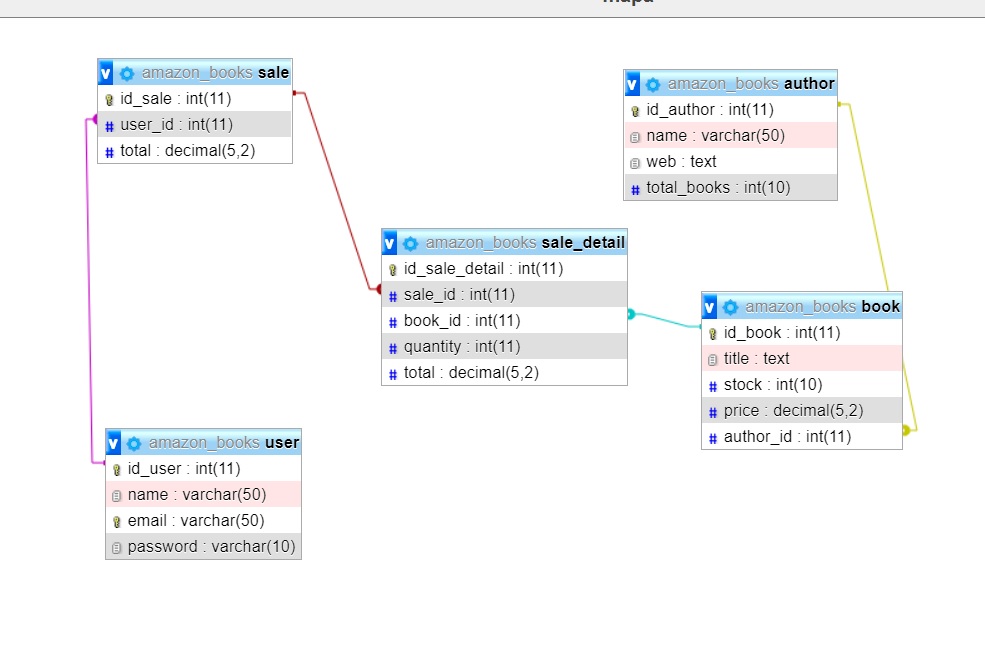 mapa
v amazon_books sale
id_sale : int(11)
# user_id : int(11)
# total : decimal(5,2)
v amazon_books author
id_author : int(11)
name : varchar(50)
web : text
# total_books : int(10)
v amazon_books sale_detail
id_sale_detail : int(11)
# sale_id : int(11)
# book_id : int(11)
# quantity : int(11)
# total : decimal(5,2)
v amazon_books book
id_book : int(11)
title : text
# stock : int(10)
# price : decimal(5,2)
# author_id : int(11)
v amazon_books user
id_user : int(11)
name : varchar(50)
email : varchar(50)
password : varchar(10)